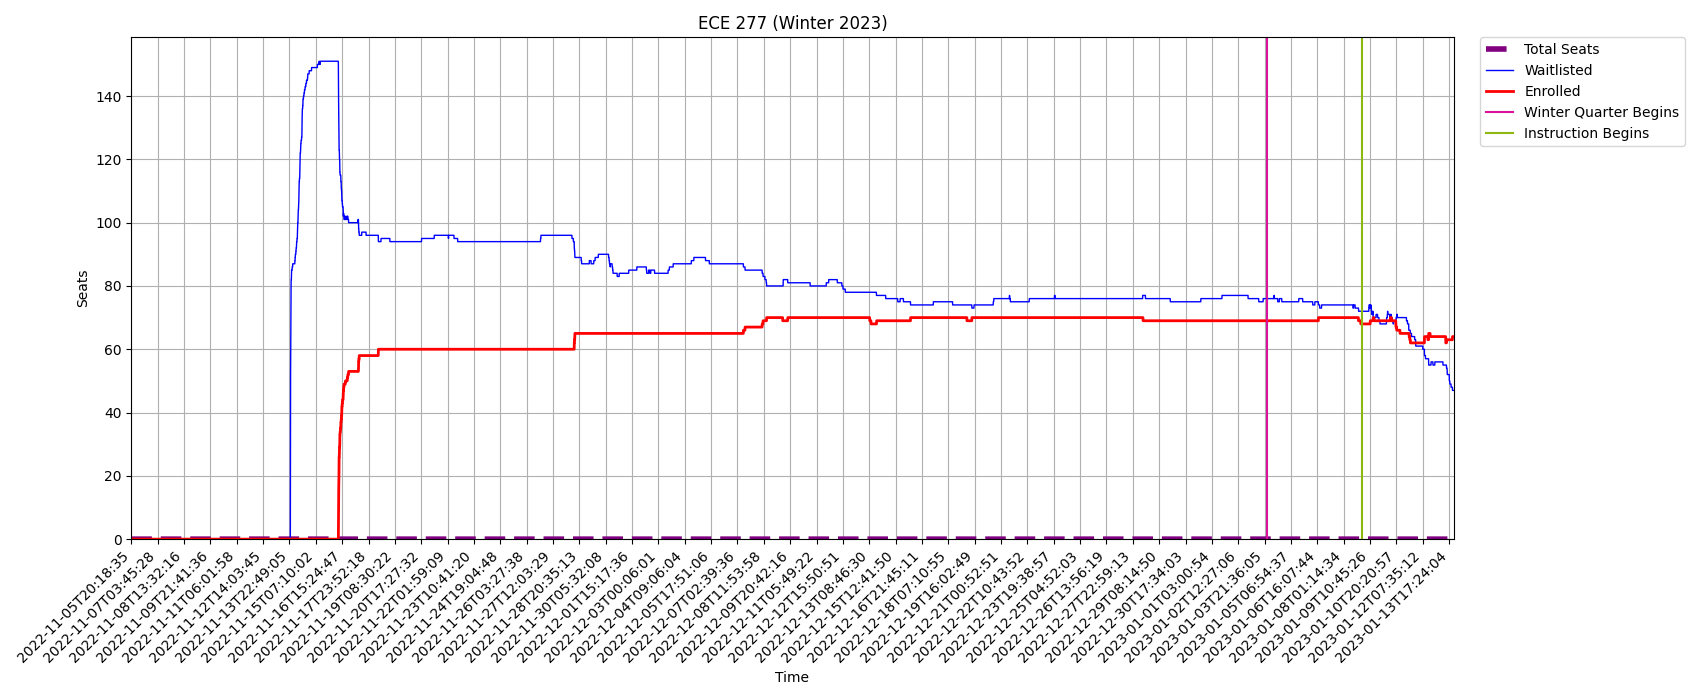 ECE 277 (Winter 2023)
Total Seats
Waitlisted
Enrolled
Winter Quarter Begins
Instruction Begins
Seats
140
120
100
80
60
40
20
0
2022-11-05T20:18:35
2022-11-07T03:45:28
2022-11-08T13:32:16
2022-11-09T21:41:36
2022-11-11T06:01:58
2022-11-12T14:03:45
2022-11-13T22:49:05
2022-11-15T07:10:02
2022-11-16T15:24:47
2022-11-17T23:52:18
2022-11-19T08:30:22
2022-11-20T17:27:32
2022-11-22T01:59:09
2022-11-23T10:41:20
2022-11-24T19:04:48
2022-11-26T03:27:38
2022-11-27T12:03:29
2022-11-28T20:35:13
2022-11-30T05:32:08
2022-12-01T15:17:36
2022-12-03T00:06:01
2022-12-04T09:06:04
2022-12-05T17:51:06
2022-12-07T02:39:36
2022-12-08T11:53:58
2022-12-09T20:42:16
2022-12-11T05:49:22
2022-12-12T15:50:51
2022-12-13T08:46:30
2022-12-15T12:41:50
2022-12-16T21:45:11
2022-12-18T07:10:55
2022-12-19T16:02:49
2022-12-21T00:52:51
2022-12-22T10:43:52
2022-12-23T19:38:57
2022-12-25T04:52:03
2022-12-26T13:56:19
2022-12-27T22:59:13
2022-12-29T08:14:50
2022-12-30T17:34:03
2023-01-01T03:00:54
2023-01-02T12:27:06
2023-01-03T21:36:05
2023-01-05T06:54:37
2023-01-06T16:07:44
2023-01-08T01:14:34
2023-01-09T10:45:26
2023-01-10T20:20:57
2023-01-12T07:35:12
2023-01-13T17:24:04
Time